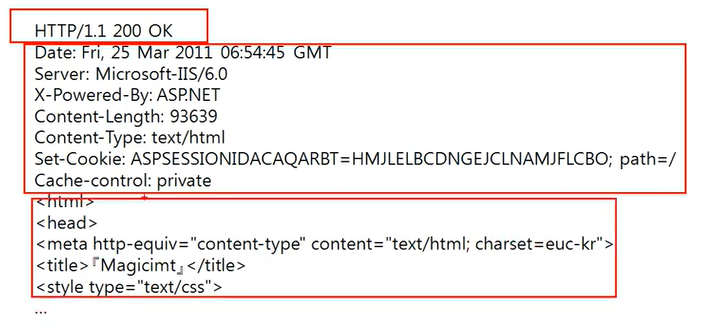 HTTP/1.1 200 OK
Date: Fri, 25 Mar 2011 06:54:45 GMT
Server: Microsoft-IIS/6.0
X-Powered-By: ASP.NET
Content-Length: 93639
Content-Type: text/html
Set-Cookie: ASPSESSIONIDACAQARBT=HMJLELBCDNGEJCLNAMJFLCBO; path=/
Cache-control: private
<html>
<head>
<meta http-equiv="content-type" content="text/html; charset=euc-kr">
<title>『Magicimt』</title>
<style type="text/css">
...